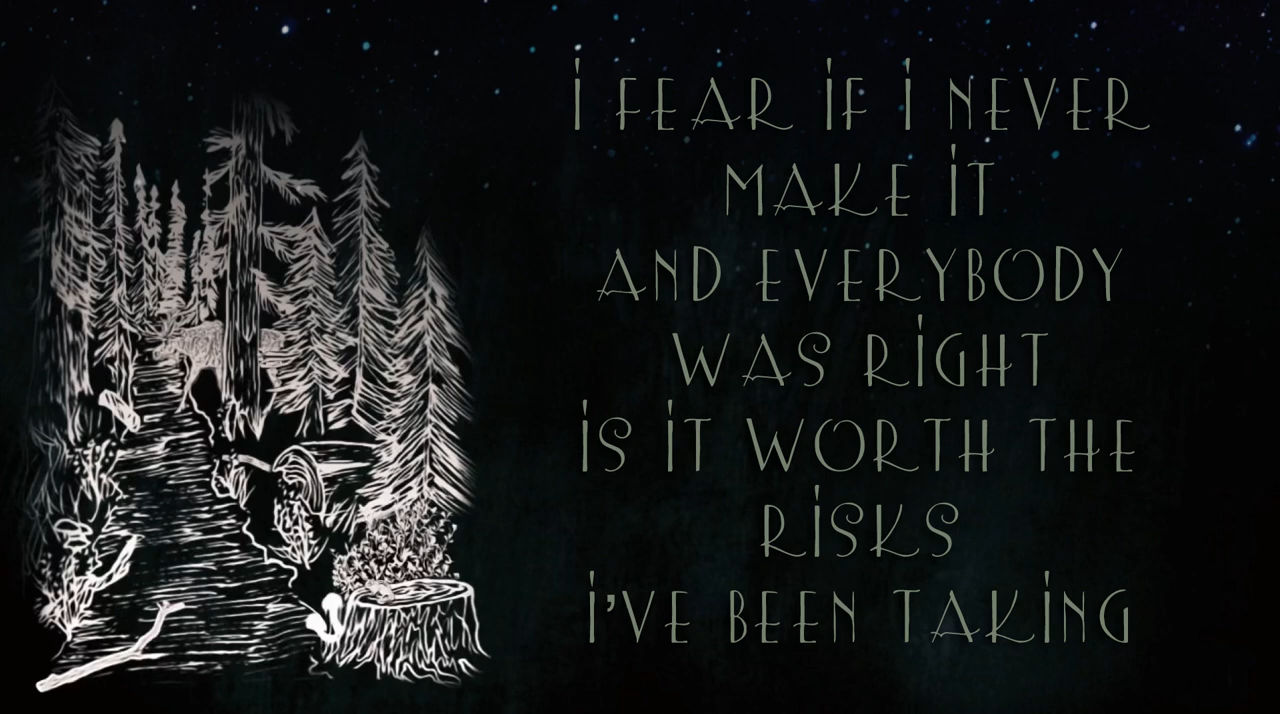 I FEAR IF I NEVER
MAKE IT
AND EVERYBODY
WAS RIGHT
IS IT WORTH THE
RISKS
I'VE BEEN TAKING